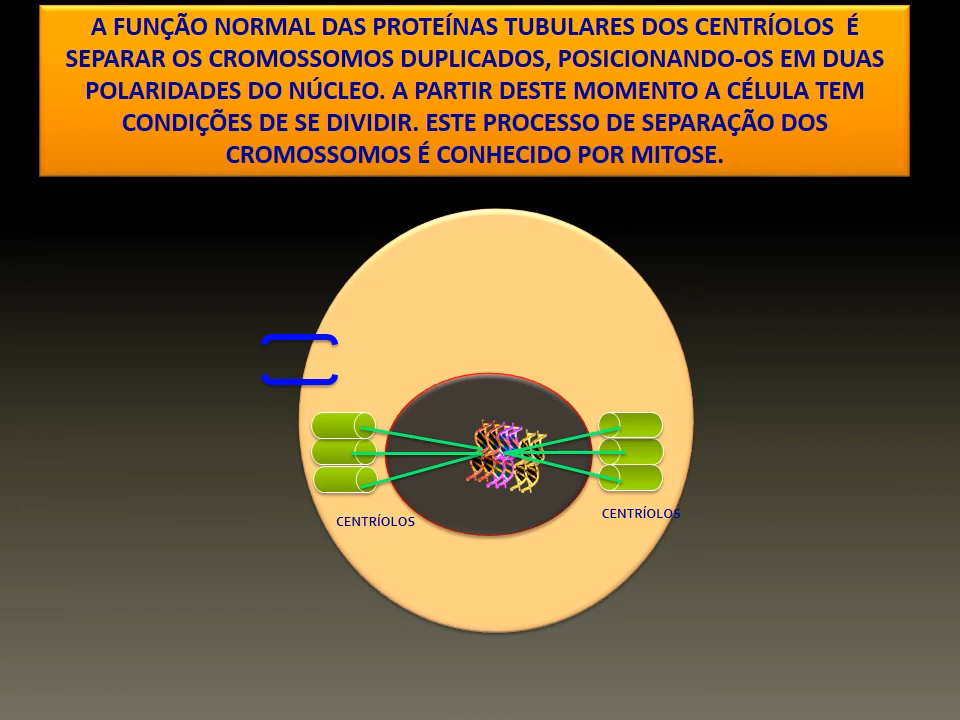 A FUNÇÃO NORMAL DAS PROTEÍNAS TUBULARES DOS CENTRÍOLOS É
SEPARAR OS CROMOSSOMOS DUPLICADOS, POSICIONANDO-OS EM DUAS
POLARIDADES DO NÚCLEO. A PARTIR DESTE MOMENTO A CÉLULA TEM
CONDIÇÕES DE SE DIVIDIR. ESTE PROCESSO DE SEPARAÇÃO DOS
CROMOSSOMOS É CONHECIDO POR MITOSE.
CENTRÍOLOS
CENTRÍOLOS